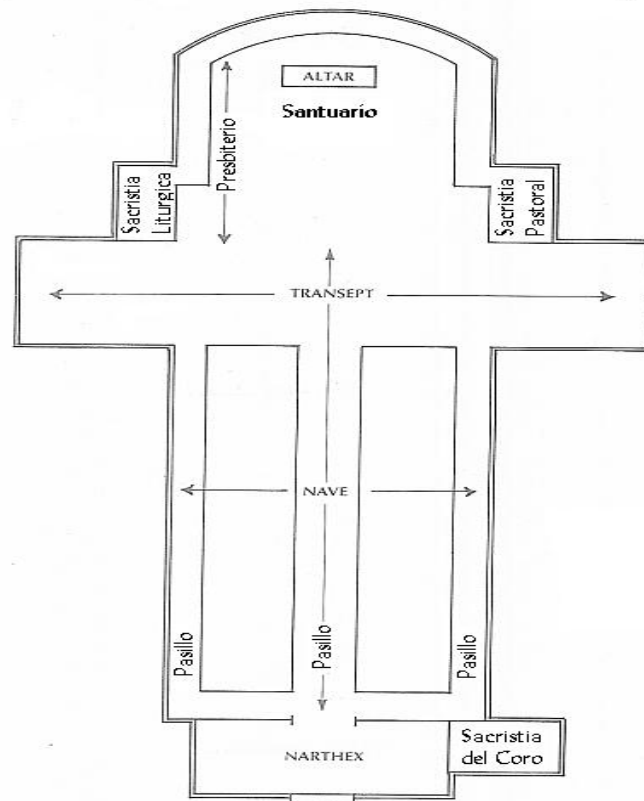 ALTAR
Santuario
Presbiterio
Sacristia
Liturgica
Sacristia
Pastoral
TRANSEPT
NAVE
Pasillo
Pasillo
Pasillo
NARTHEX
Sacristia
del Coro